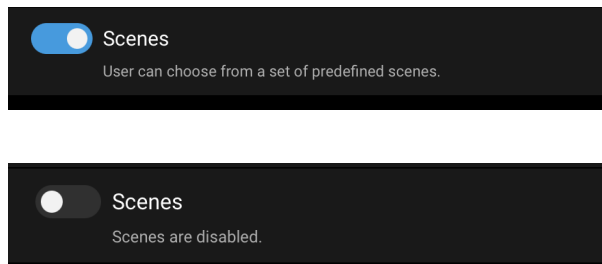 Scenes
User can choose from a set of predefined scenes.
Scenes
Scenes are disabled.